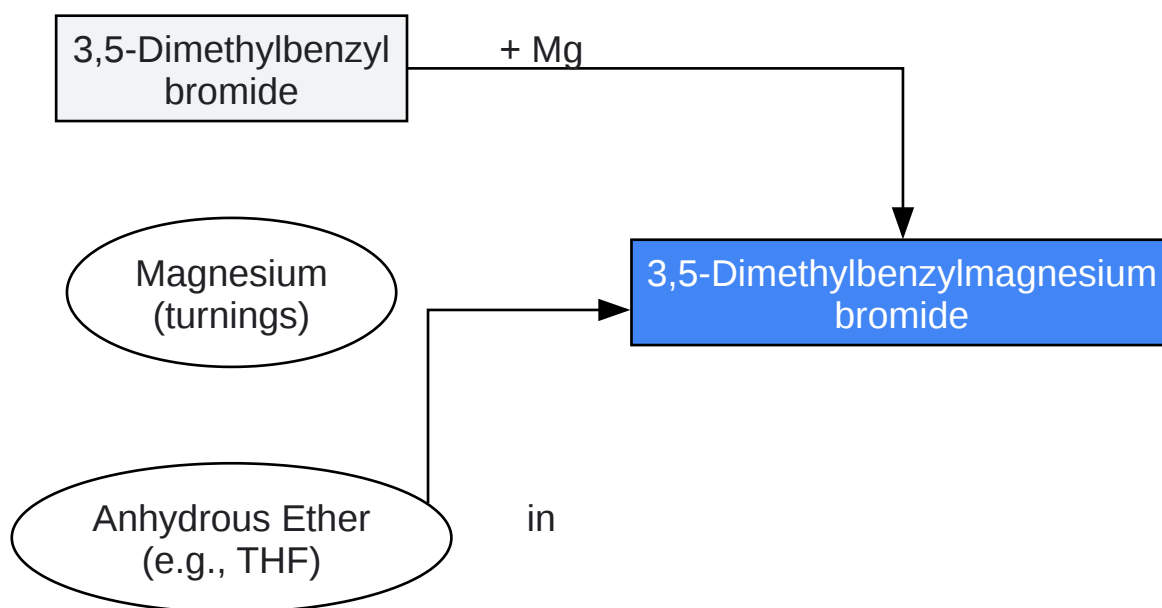 3,5-Dimethylbenzyl
bromide
+ Mg
Magnesium
(turnings)
3,5-Dimethylbenzylmagnesium
bromide
Anhydrous Ether
(e.g., THF)
in